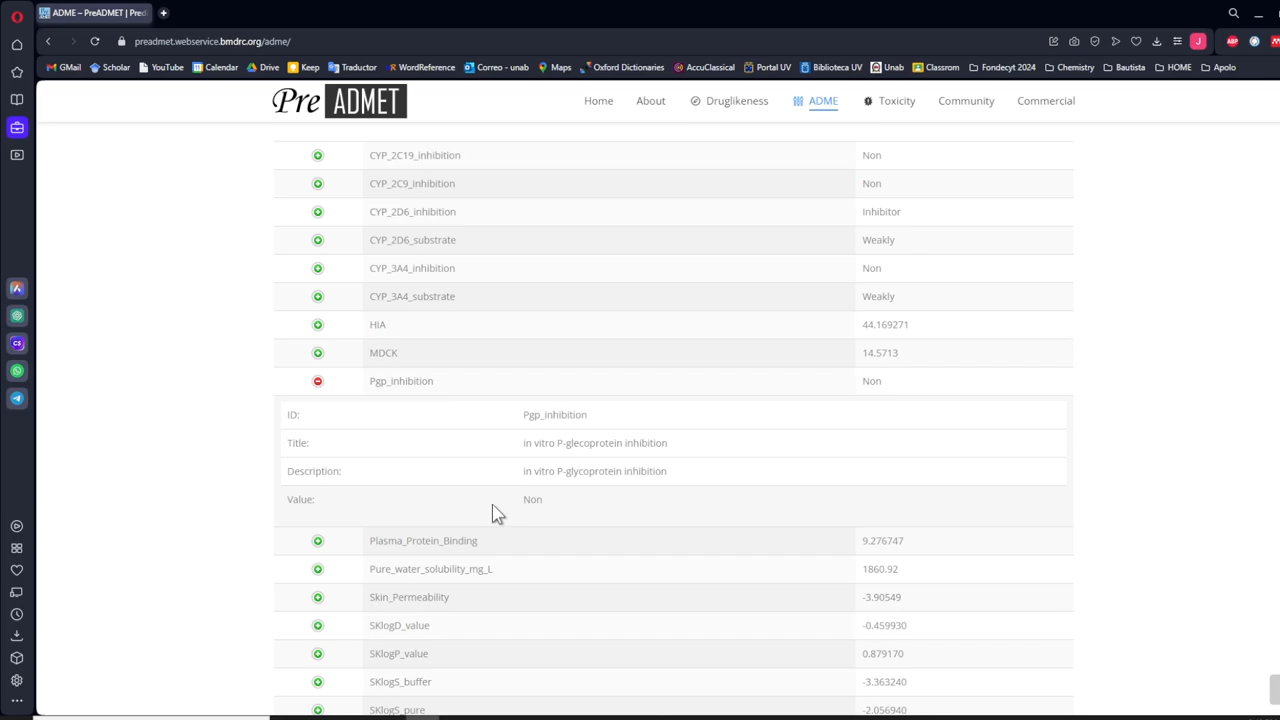 ADME – PreADMET | Pred
preadmet.webservice.bmdrc.org/adme/
GMail Scholar YouTube Calendar Drive Keep Traductor WordReference Correo - unab Maps Oxford Dictionaries AccuClassical Portal UV Biblioteca UV Unab Classrom Fondecyt 2024 Chemistry Bautista HOME Apolo
Pre ADMET Home About Druglikeness ADME Toxicity Community Commercial
CYP_2C19_inhibition Non
CYP_2C9_inhibition Non
CYP_2D6_inhibition Inhibitor
CYP_2D6_substrate Weakly
CYP_3A4_inhibition Non
CYP_3A4_substrate Weakly
HIA 44.169271
MDCK 14.5713
Pgp_inhibition Non
ID: Pgp_inhibition
Title: in vitro P-glecoprotein inhibition
Description: in vitro P-glycoprotein inhibition
Value: Non
Plasma_Protein_Binding 9.276747
Pure_water_solubility_mg_L 1860.92
Skin_Permeability -3.90549
SKlogD_value -0.459930
SKlogP_value 0.879170
SKlogS_buffer -3.363240
SKlogS_pure -2.056940